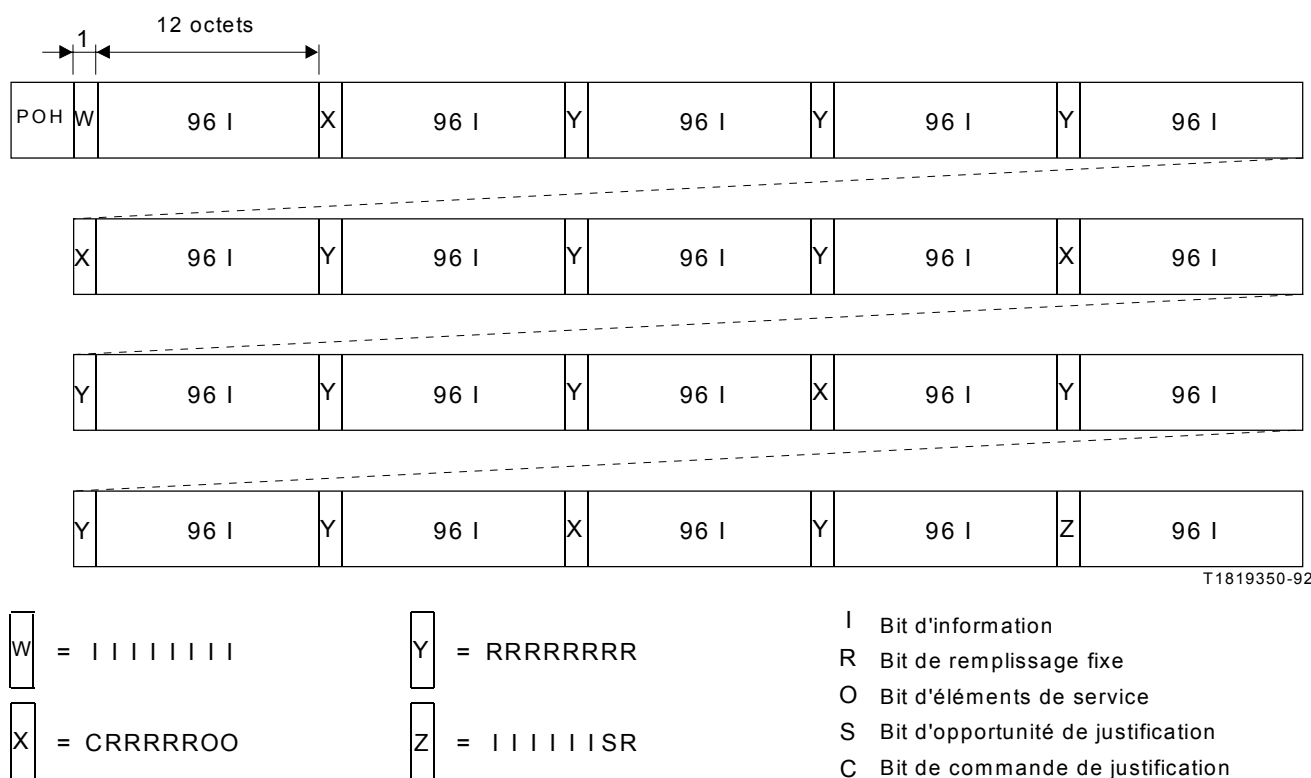 1 12 octets
POH W 96 I X 96 I Y 96 I Y 96 I Y 96 I
X 96 I Y 96 I Y 96 I Y 96 I X 96 I
Y 96 I Y 96 I Y 96 I X 96 I Y 96 I
Y 96 I Y 96 I X 96 I Y 96 I Z 96 I
T1819350-92
W = I I I I I I I I
Y = RRRRRRRR
X = CRRRRROO
Z = I I I I I I SR
I Bit d'information
R Bit de remplissage fixe
O Bit d'éléments de service
S Bit d'opportunité de justification
C Bit de commande de justification